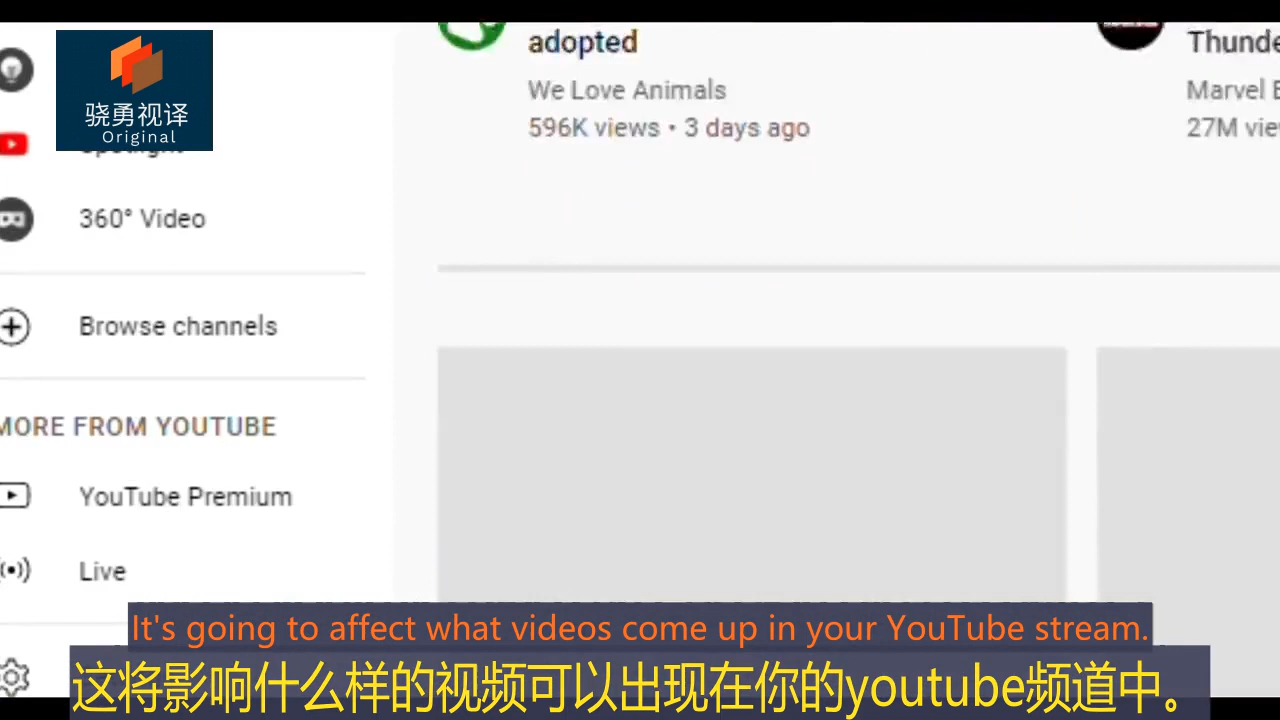 adopted
We Love Animals
596K views • 3 days ago
Marvel
骁勇视译
Original
360° Video
Browse channels
MORE FROM YOUTUBE
YouTube Premium
Live
It's going to affect what videos come up in your YouTube stream.
这将影响什么样的视频可以出现在你的youtube频道中。